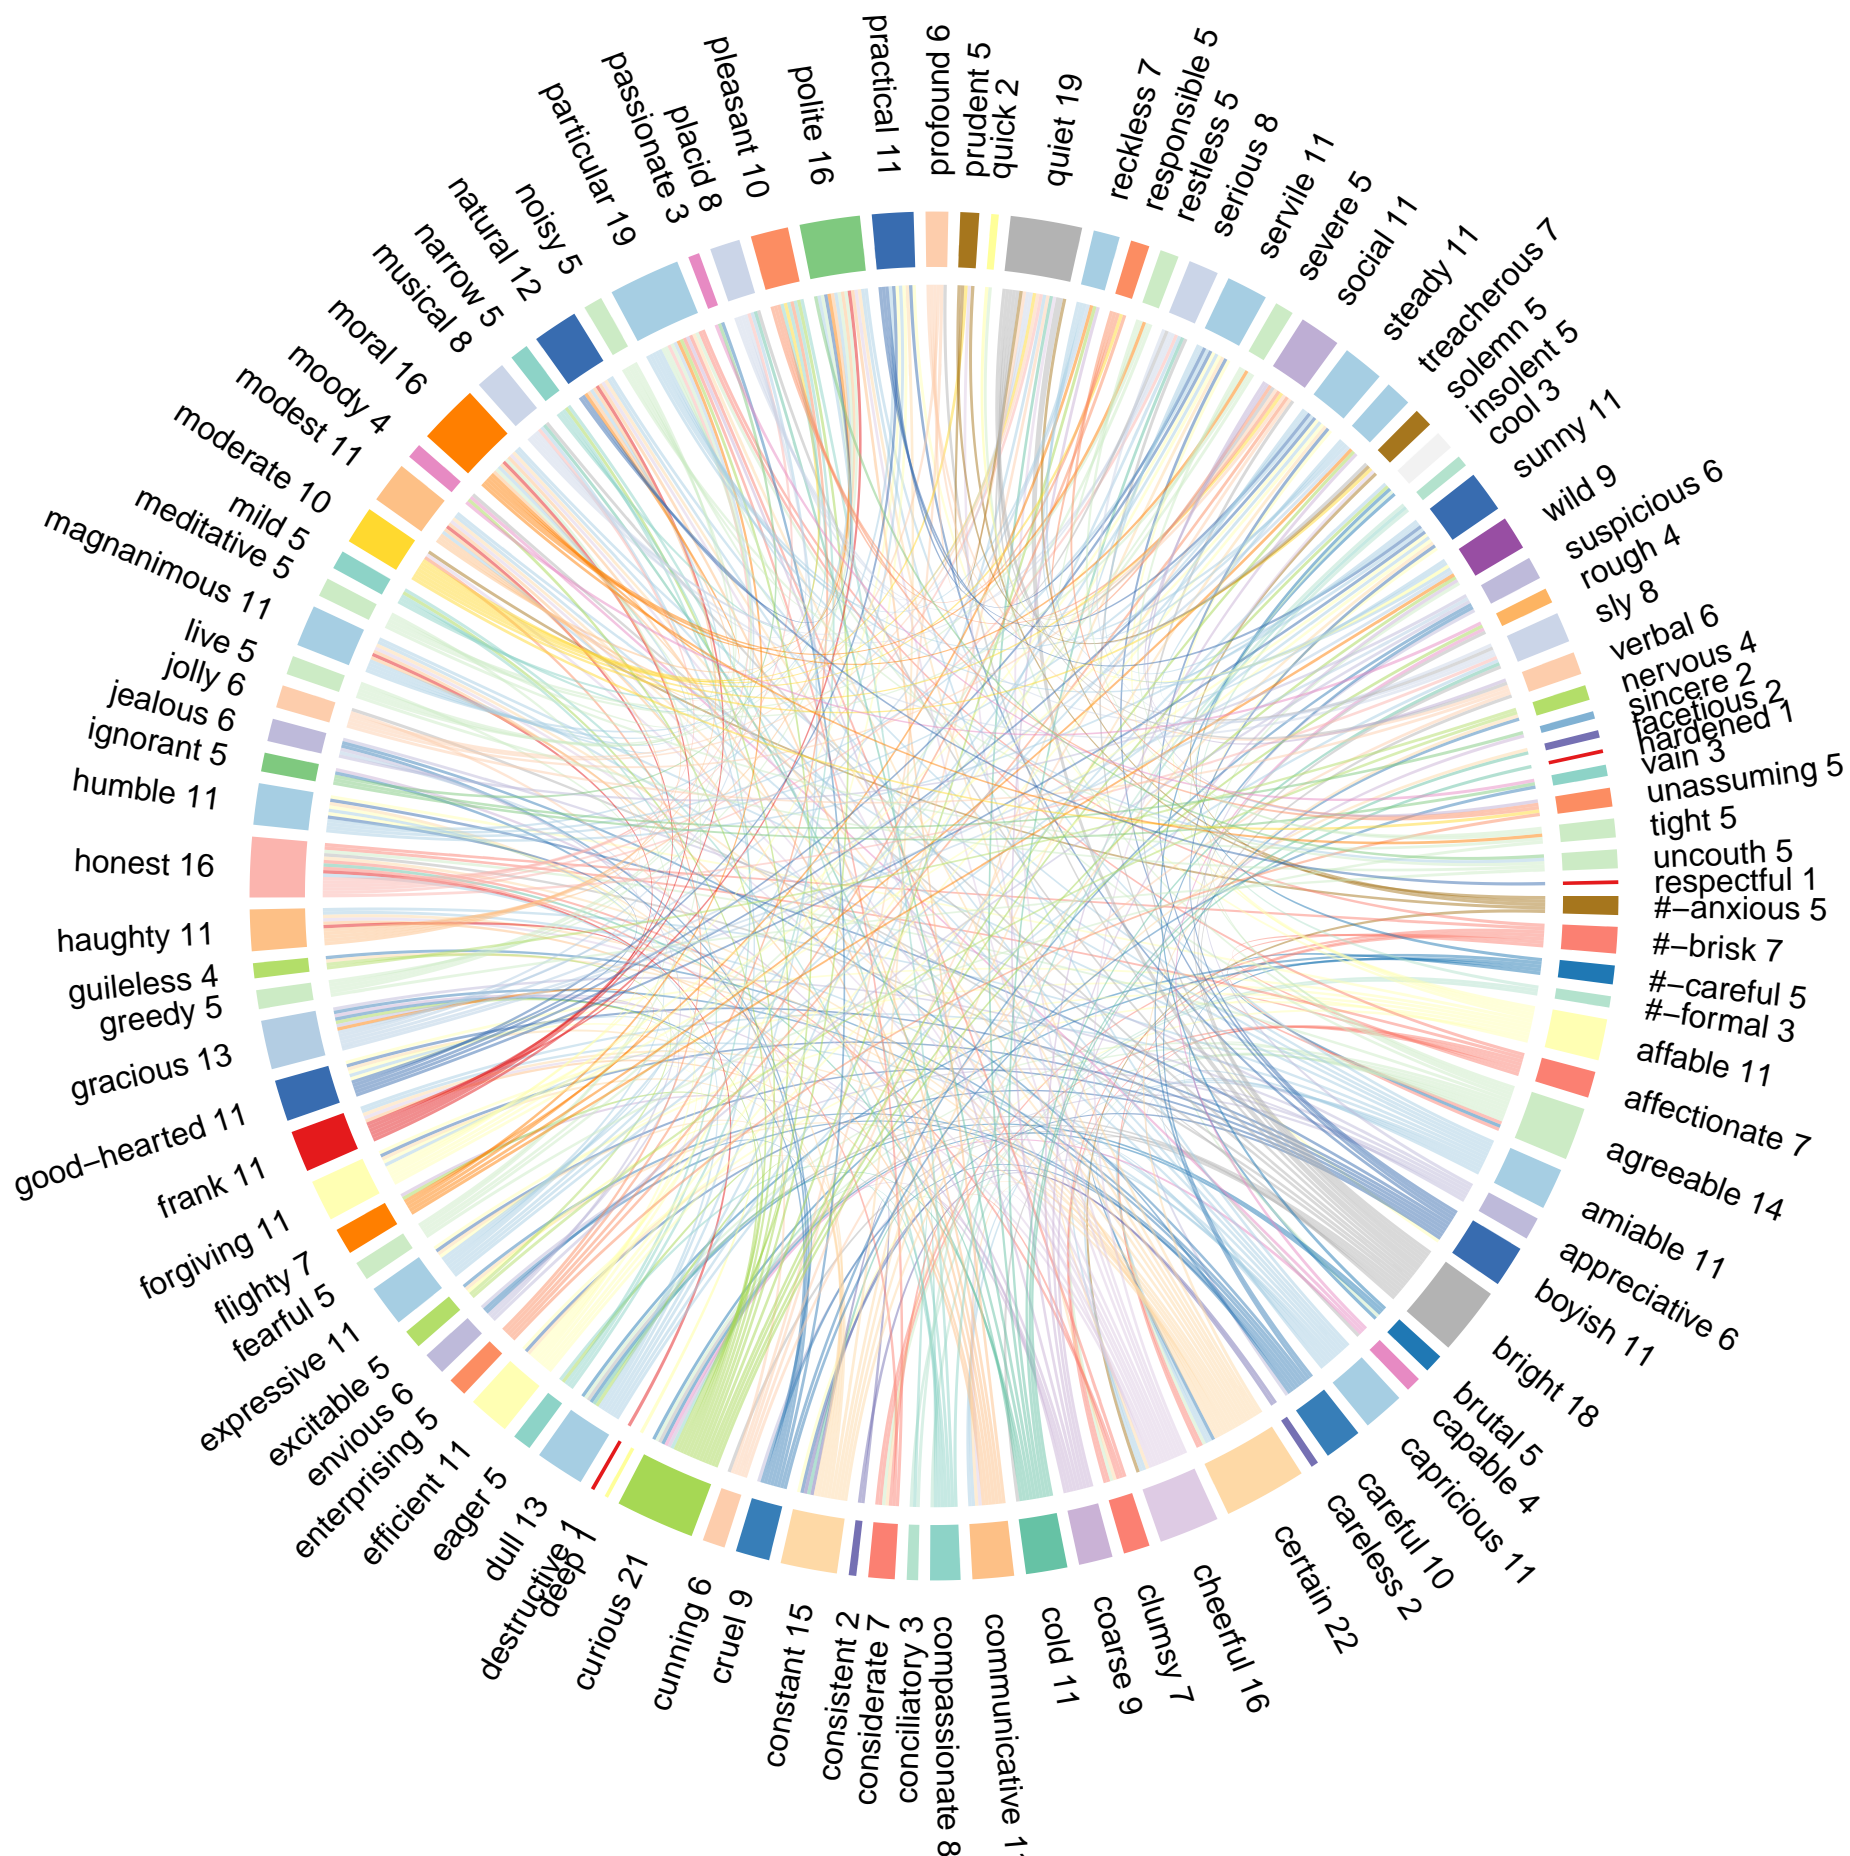 profound 6
prudent 5
quick 2
quiet 19
reckless 7
responsible 5
restless 5
serious 8
servile 11
severe 5
social 11
steady 11
treacherous 7
solemn 5
insolent 5
cool 3
sunny 11
wild 9
suspicious 6
rough 4
sly 8
verbal 6
nervous 4
sincere 2
facetious 2
hardened 1
vain 3
unassuming 5
tight 5
uncouth 5
respectful 1
#−anxious 5
#−brisk 7
#−careful 5
#−formal 3
affable 11
affectionate 7
agreeable 14
amiable 11
appreciative 6
boyish 11
bright 18
brutal 5
capable 4
capricious 11
careful 10
careless 2
certain 22
cheerful 16
clumsy 7
coarse 9
cold 11
communicative
compassionate 8
conciliatory 3
considerate 7
consistent 2
constant 15
cruel 9
cunning 6
curious 21
deep 1
destructive 1
dull 13
eager 5
efficient 11
enterprising 5
envious 6
excitable 5
expressive 11
fearful 5
flighty 7
forgiving 11
frank 11
good−hearted 11
gracious 13
greedy 5
guileless 4
haughty 11
honest 16
humble 11
ignorant 5
jealous 6
jolly 6
live 5
magnanimous 11
meditative 5
mild 5
moderate 10
modest 11
moody 4
moral 16
musical 8
narrow 5
natural 12
noisy 5
particular 19
passionate 3
placid 8
pleasant 10
polite 16
practical 11